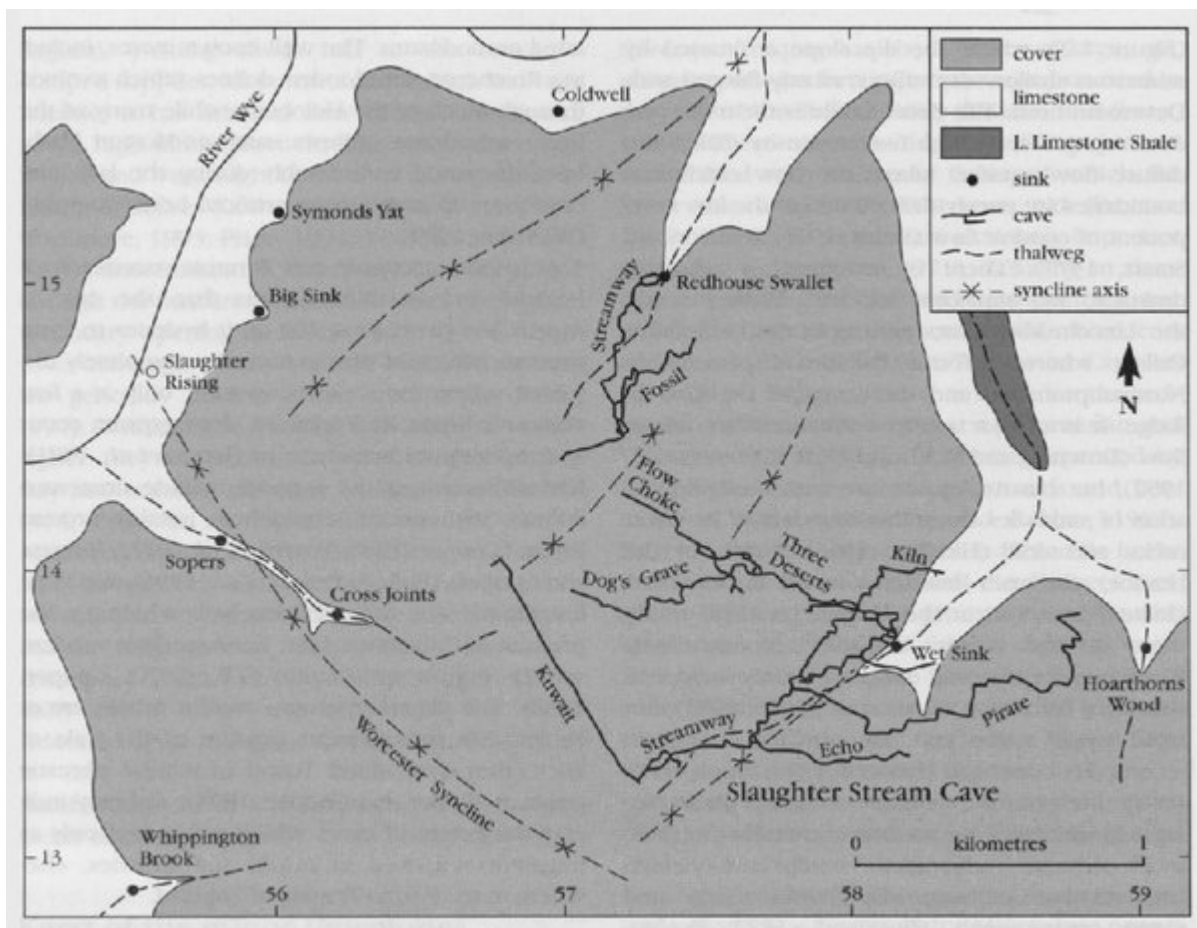 cover
limestone
L. Limestone Shale
sink
cave
thalweg
syncline axis
N
River Wye
Coldwell
Symonds Yat
Big Sink
Slaughter
Rising
Redhouse Swallet
Streamway
Fossil
Flow
Choke
Three
Deserts
Kiln
Dog's Grave
Sopers
Cross Joints
Wet Sink
Hoarthorns
Wood
Kuwait
Streamway
Echo
Pirate
Slaughter Stream Cave
Worcester
Syncline
Whippington
Brook
0 kilometres 1
15
14
13
56
57
58
59